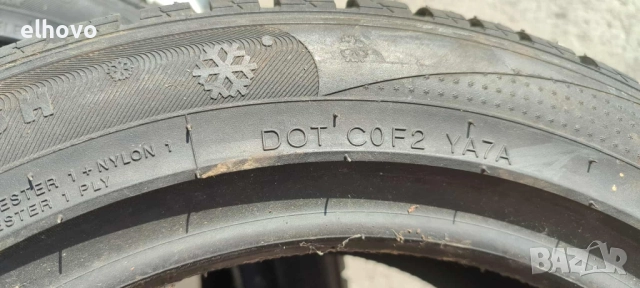 elhovo
H
DOT C0F2 YA7A
ESTER 1 + NYLON 1
ESTER 1 PLY
BAZAR